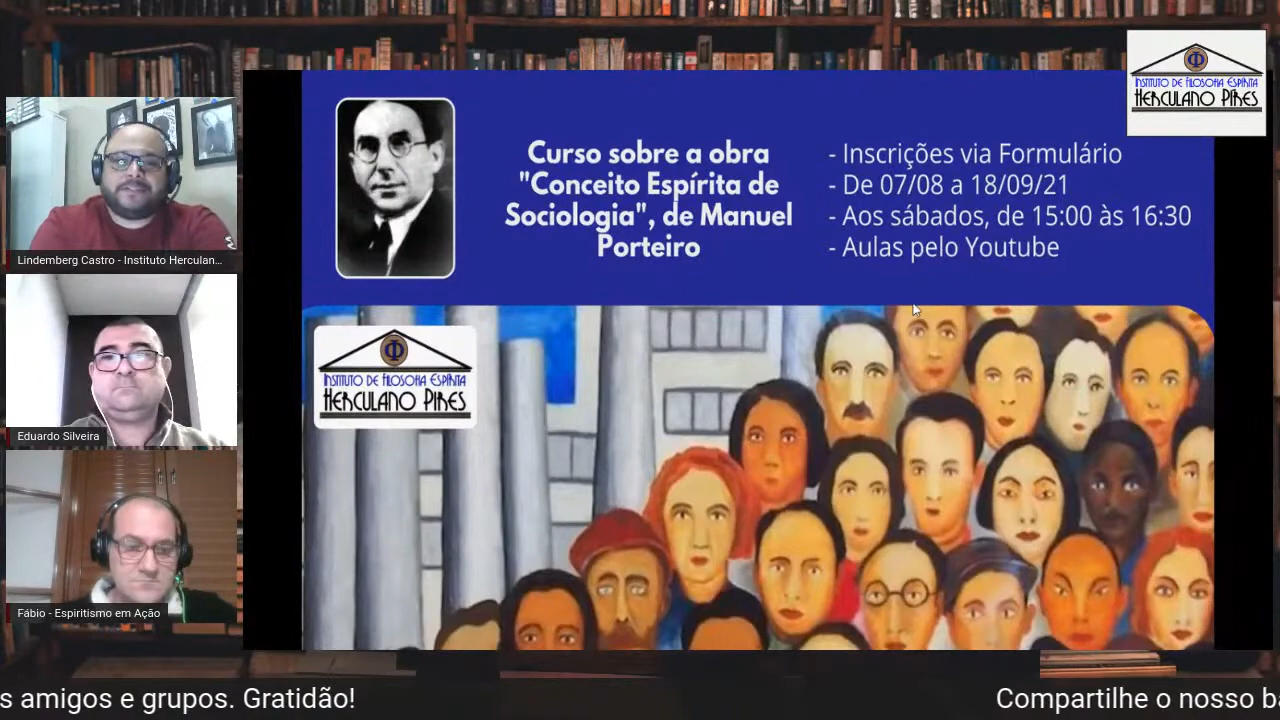 INSTITUTO DE FILOSOFIA ESPÍRITA
HERCULANO PIRES
Lindemberg Castro - Instituto Herculan...
Eduardo Silveira
Fábio - Espiritismo em Ação
Curso sobre a obra
"Conceito Espírita de
Sociologia", de Manuel
Porteiro
- Inscrições via Formulário
- De 07/08 a 18/09/21
- Aos sábados, de 15:00 às 16:30
- Aulas pelo Youtube
INSTITUTO DE FILOSOFIA ESPÍRITA
HERCULANO PIRES
s amigos e grupos. Gratidão!
Compartilhe o nosso ba